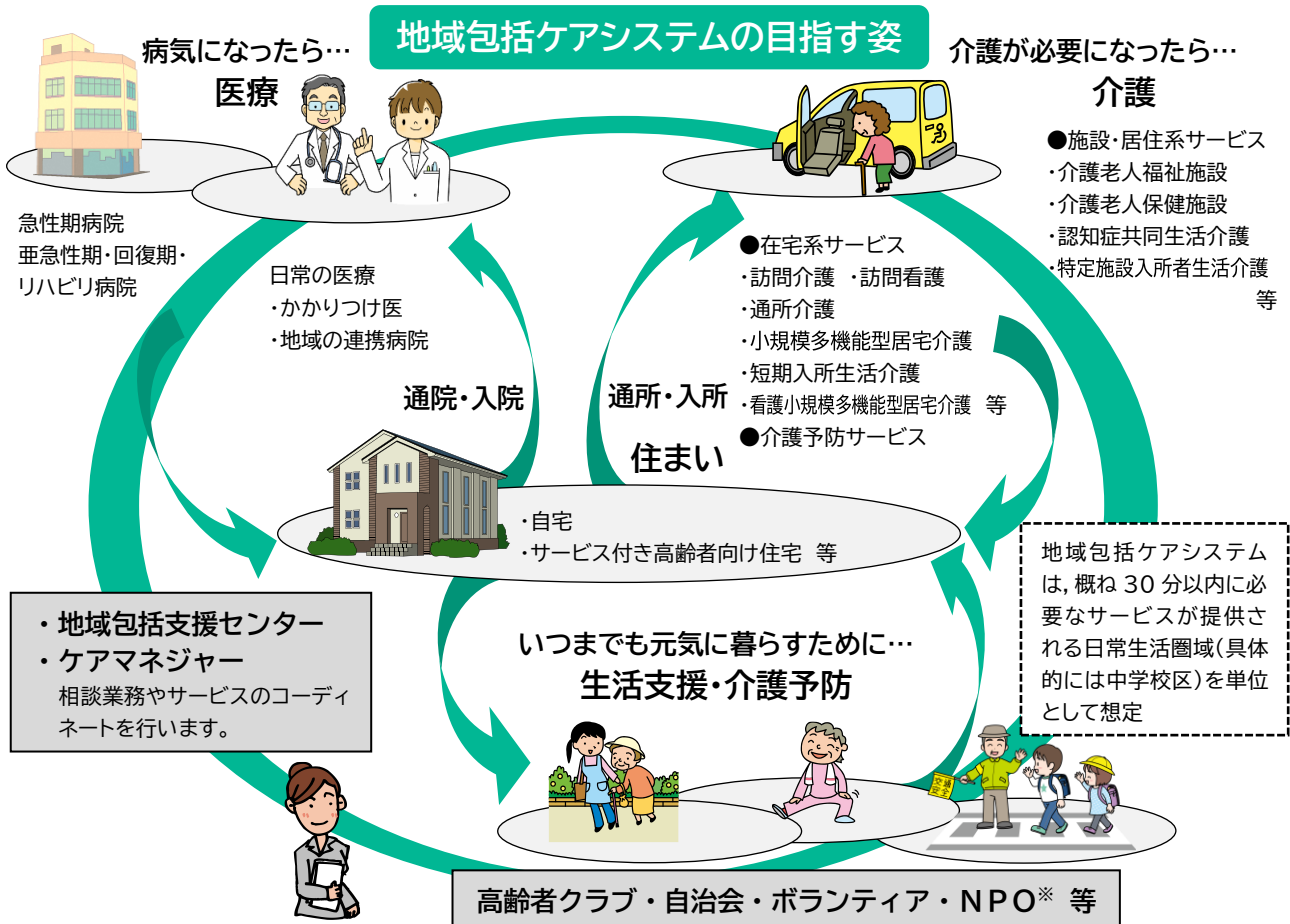 地域包括ケアシステムの目指す姿
病気になったら…
医療
介護が必要になったら…
介護
●施設・居住系サービス
・介護老人福祉施設
・介護老人保健施設
・認知症共同生活介護
・特定施設入所者生活介護
等
急性期病院
亜急性期・回復期・
リハビリ病院
日常の医療
・かかりつけ医
・地域の連携病院
●在宅系サービス
・訪問介護 ・訪問看護
・通所介護
・小規模多機能型居宅介護
・短期入所生活介護
・看護小規模多機能型居宅介護 等
●介護予防サービス
通院・入院
通所・入所
住まい
・自宅
・サービス付き高齢者向け住宅 等
地域包括ケアシステム
は，概ね 30 分以内に必
要なサービスが提供さ
れる日常生活圏域（具体
的には中学校区）を単位
として想定
・地域包括支援センター
・ケアマネジャー
相談業務やサービスのコーディ
ネートを行います。
いつまでも元気に暮らすために…
生活支援・介護予防
交通安全
高齢者クラブ・自治会・ボランティア・ＮＰＯ※ 等